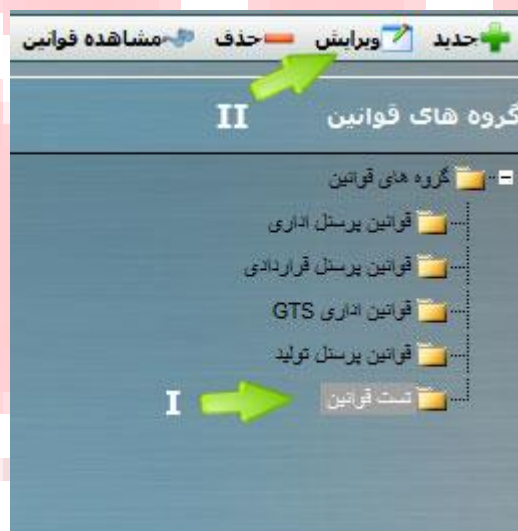 جدید ویرایش حذف مشاهده قوانین
II
گروه های قوانین
گروه های قوانین
قوانین پرسنل اداری
قوانین پرسنل قراردادی
قوانین اداری GTS
قوانین پرسنل تولید
تست قوانین
I